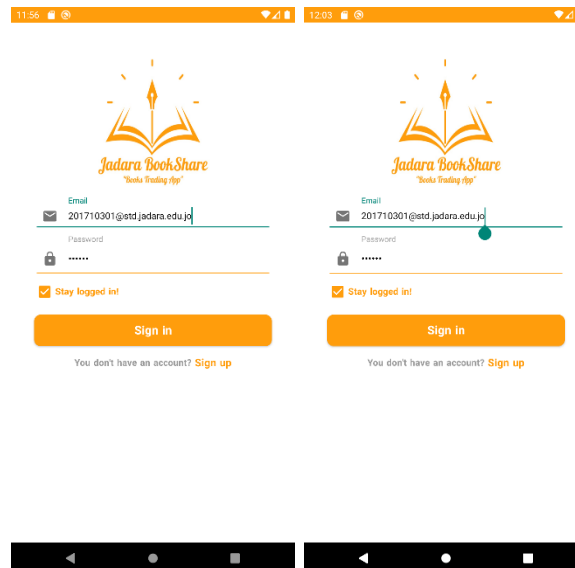 11:56
Jadara BookShare
"Books Trading App"
Email
201710301@std.jadara.edu.jo
Password
••••••
Stay logged in!
Sign in
You don't have an account? Sign up
12:03
Jadara BookShare
"Books Trading App"
Email
201710301@std.jadara.edu.jo
Password
••••••
Stay logged in!
Sign in
You don't have an account? Sign up